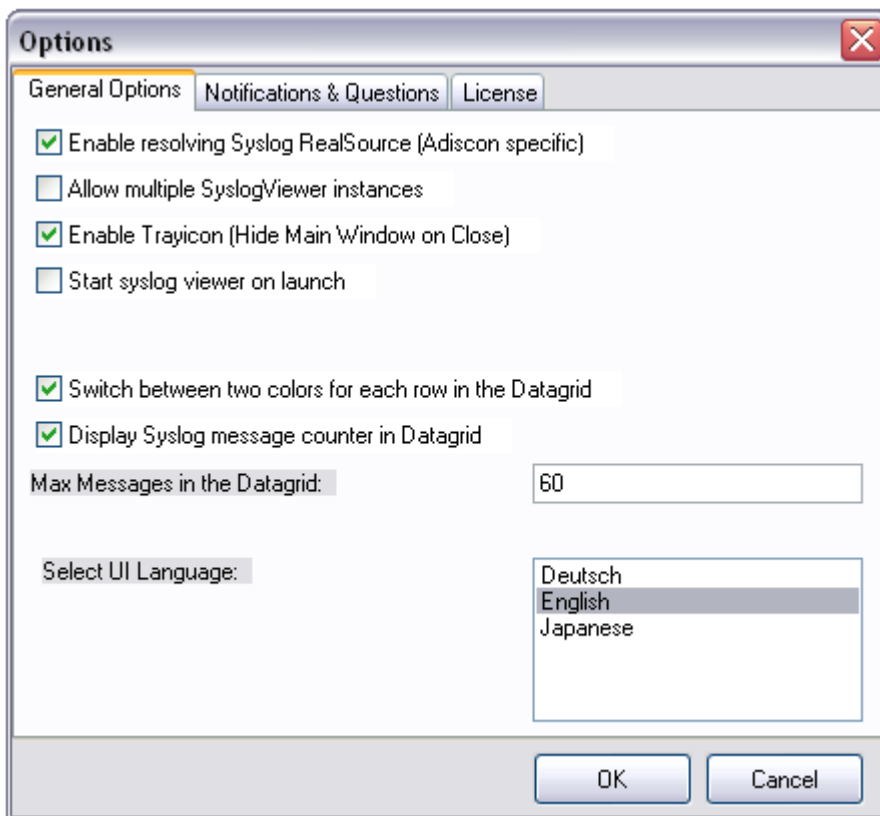 Options
General Options
Notifications & Questions
License
Enable resolving Syslog RealSource (Adiscon specific)
Allow multiple SyslogViewer instances
Enable Trayicon (Hide Main Window on Close)
Start syslog viewer on launch
Switch between two colors for each row in the Datagrid
Display Syslog message counter in Datagrid
Max Messages in the Datagrid:
60
Select UI Language:
Deutsch
English
Japanese
OK
Cancel